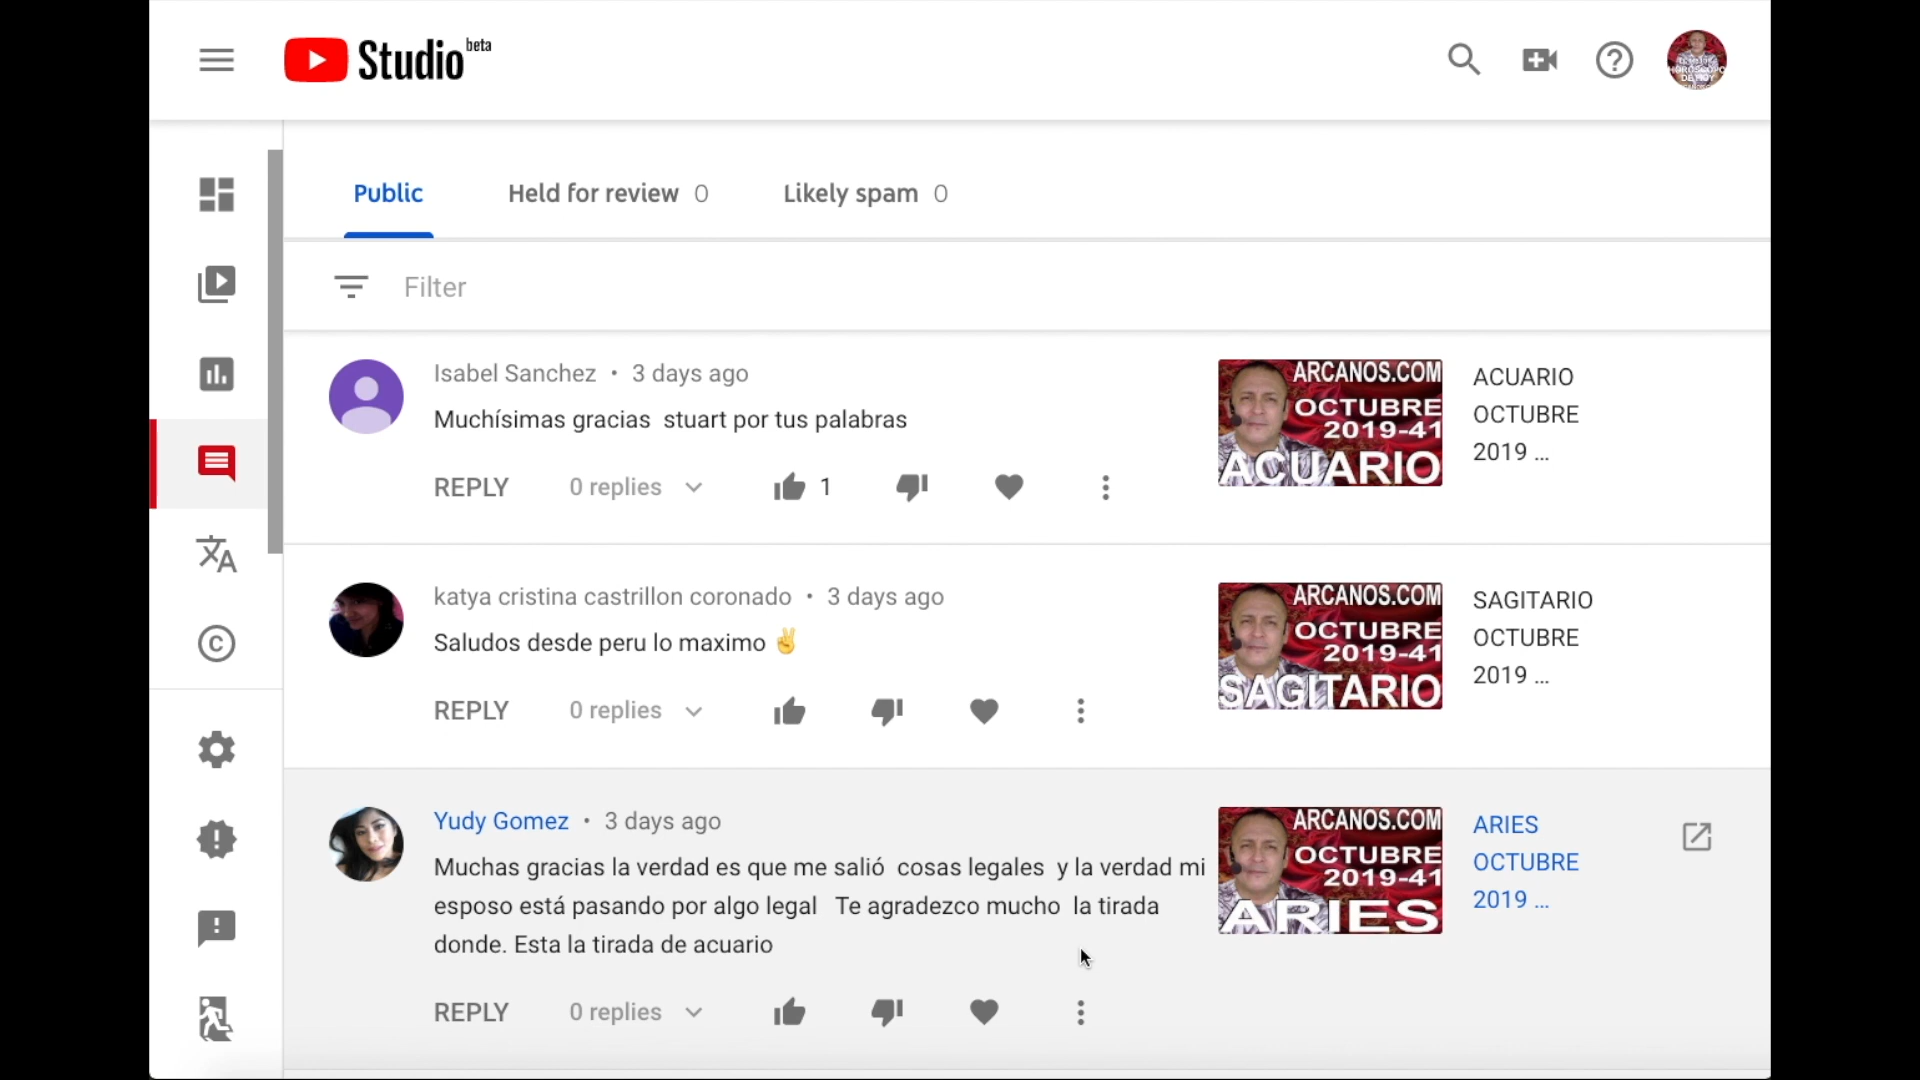 Studio beta
Public
Held for review 0
Likely spam 0
Filter
Isabel Sanchez • 3 days ago
Muchísimas gracias stuart por tus palabras
REPLY
0 replies
1
ARCANOS.COM
OCTUBRE
2019-41
ACUARIO
ACUARIO
OCTUBRE
2019 ...
katya cristina castrillon coronado • 3 days ago
Saludos desde peru lo maximo ✌
REPLY
0 replies
ARCANOS.COM
OCTUBRE
2019-41
SAGITARIO
SAGITARIO
OCTUBRE
2019 ...
Yudy Gomez • 3 days ago
Muchas gracias la verdad es que me salió cosas legales y la verdad mi
esposo está pasando por algo legal Te agradezco mucho la tirada
donde. Esta la tirada de acuario
REPLY
0 replies
ARCANOS.COM
OCTUBRE
2019-41
ARIES
ARIES
OCTUBRE
2019 ...